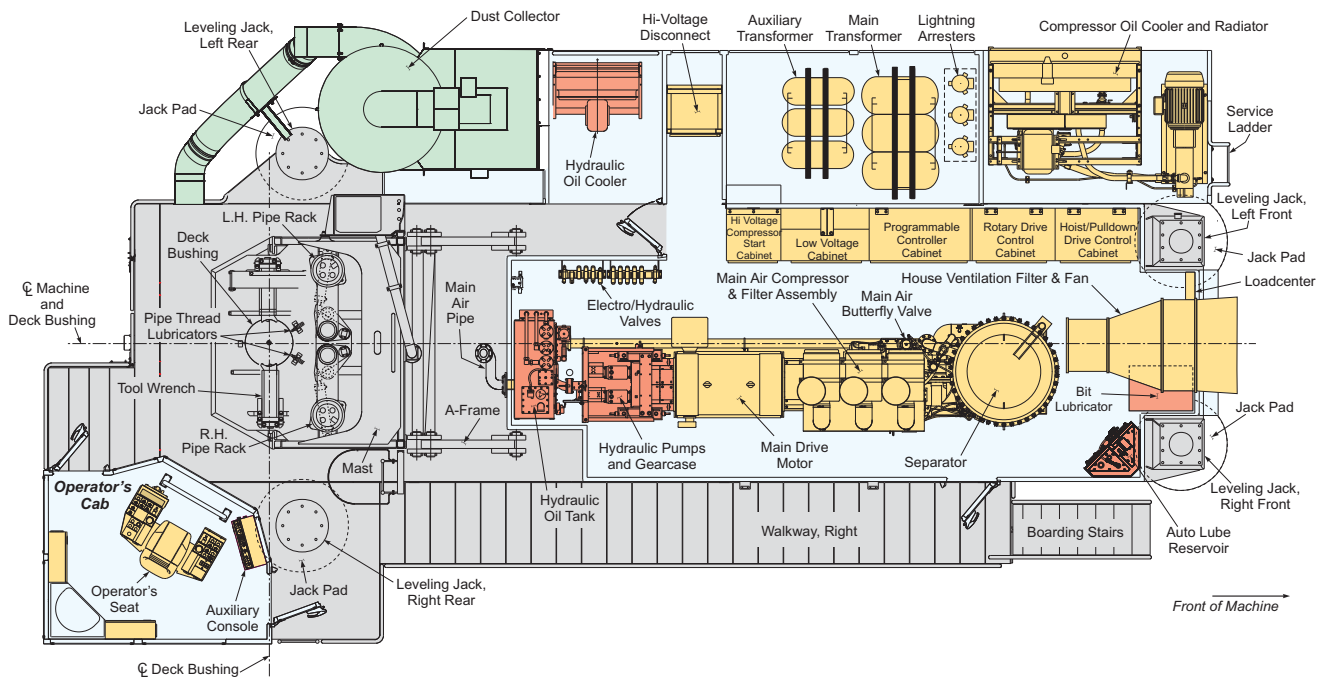 Leveling Jack,
Left Rear
Dust Collector
Hi-Voltage
Disconnect
Auxiliary
Transformer
Main
Transformer
Lightning
Arresters
Compressor Oil Cooler and Radiator
Jack Pad
Service
Ladder
Hydraulic
Oil Cooler
L.H. Pipe Rack
Deck
Bushing
Leveling Jack,
Left Front
Hi Voltage
Compressor
Start
Cabinet
Low Voltage
Cabinet
Programmable
Controller
Cabinet
Rotary Drive
Control
Cabinet
Hoist/Pulldown
Drive Control
Cabinet
Jack Pad
Main
Air
Pipe
Electro/Hydraulic
Valves
Main Air Compressor
& Filter Assembly
Main Air
Butterfly Valve
House Ventilation Filter & Fan
Loadcenter
℄ Machine
and
Deck Bushing
Pipe Thread
Lubricators
Tool Wrench
A-Frame
Bit
Lubricator
Jack Pad
R.H.
Pipe Rack
Mast
Hydraulic Pumps
and Gearcase
Main Drive
Motor
Separator
Operator's
Cab
Hydraulic
Oil Tank
Leveling Jack,
Right Front
Walkway, Right
Boarding Stairs
Auto Lube
Reservoir
Operator's
Seat
Auxiliary
Console
Jack Pad
Leveling Jack,
Right Rear
Front of Machine
℄ Deck Bushing